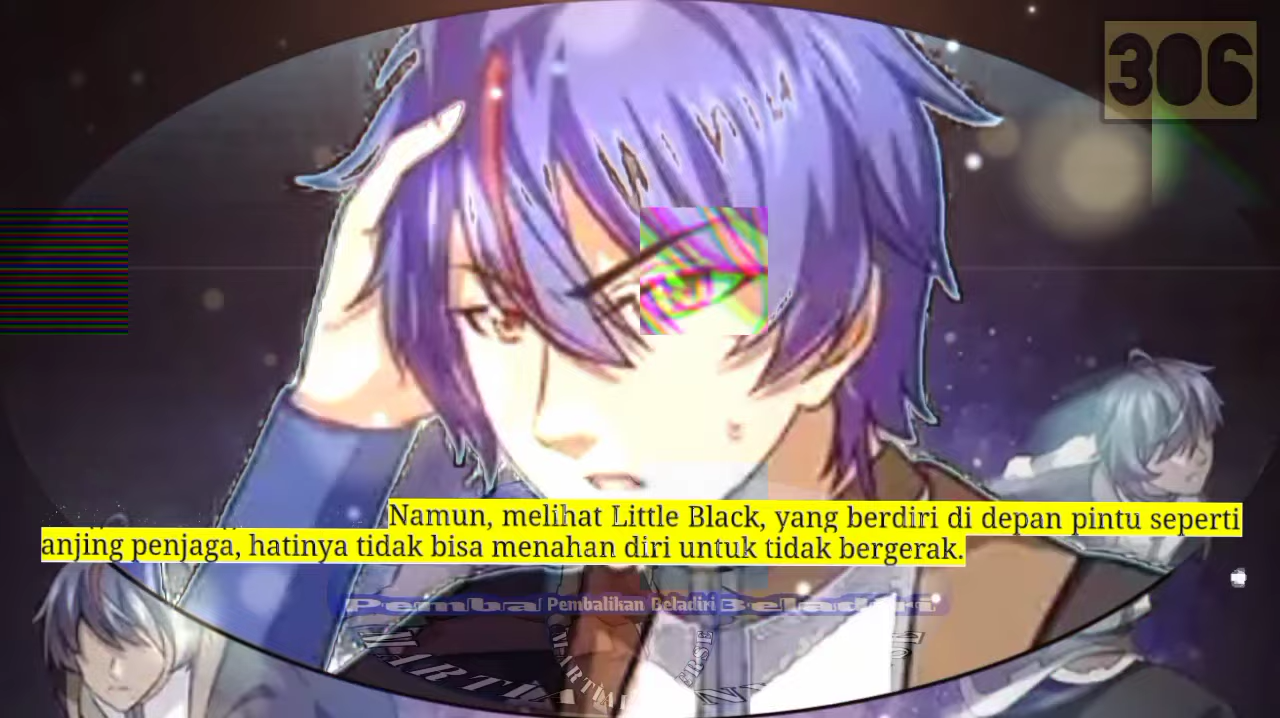 306
Namun, melihat Little Black, yang berdiri di depan pintu seperti
anjing penjaga, hatinya tidak bisa menahan diri untuk tidak bergerak.
Pembalikan Beladiri